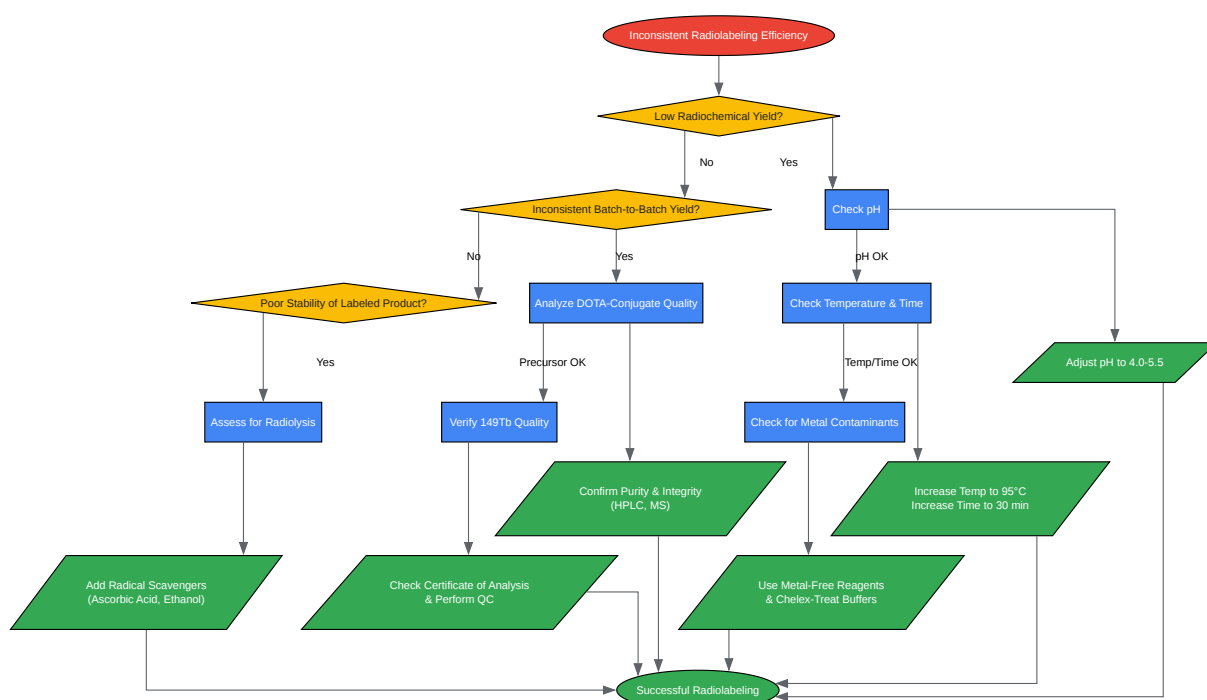 Inconsistent Radiolabeling Efficiency
Low Radiochemical Yield?
No
Yes
Inconsistent Batch-to-Batch Yield?
Check pH
No
Yes
pH OK
Poor Stability of Labeled Product?
Analyze DOTA-Conjugate Quality
Check Temperature & Time
Yes
Precursor OK
Temp/Time OK
Adjust pH to 4.0-5.5
Assess for Radiolysis
Verify 149Tb Quality
Check for Metal Contaminants
Confirm Purity & Integrity
(HPLC, MS)
Increase Temp to 95°C
Increase Time to 30 min
Add Radical Scavengers
(Ascorbic Acid, Ethanol)
Check Certificate of Analysis
& Perform QC
Use Metal-Free Reagents
& Chelex-Treat Buffers
Successful Radiolabeling